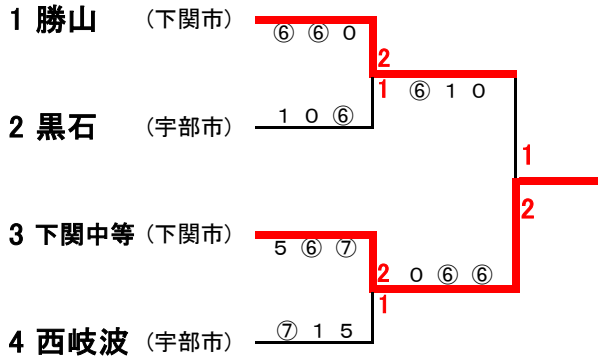 1 勝山 (下関市)
⑥ ⑥ 0
2
1
⑥ 1 0
2 黒石 (宇部市)
1 0 ⑥
1
2
3 下関中等 (下関市)
5 ⑥ ⑦
2
1
0 ⑥ ⑥
4 西岐波 (宇部市)
⑦ 1 5